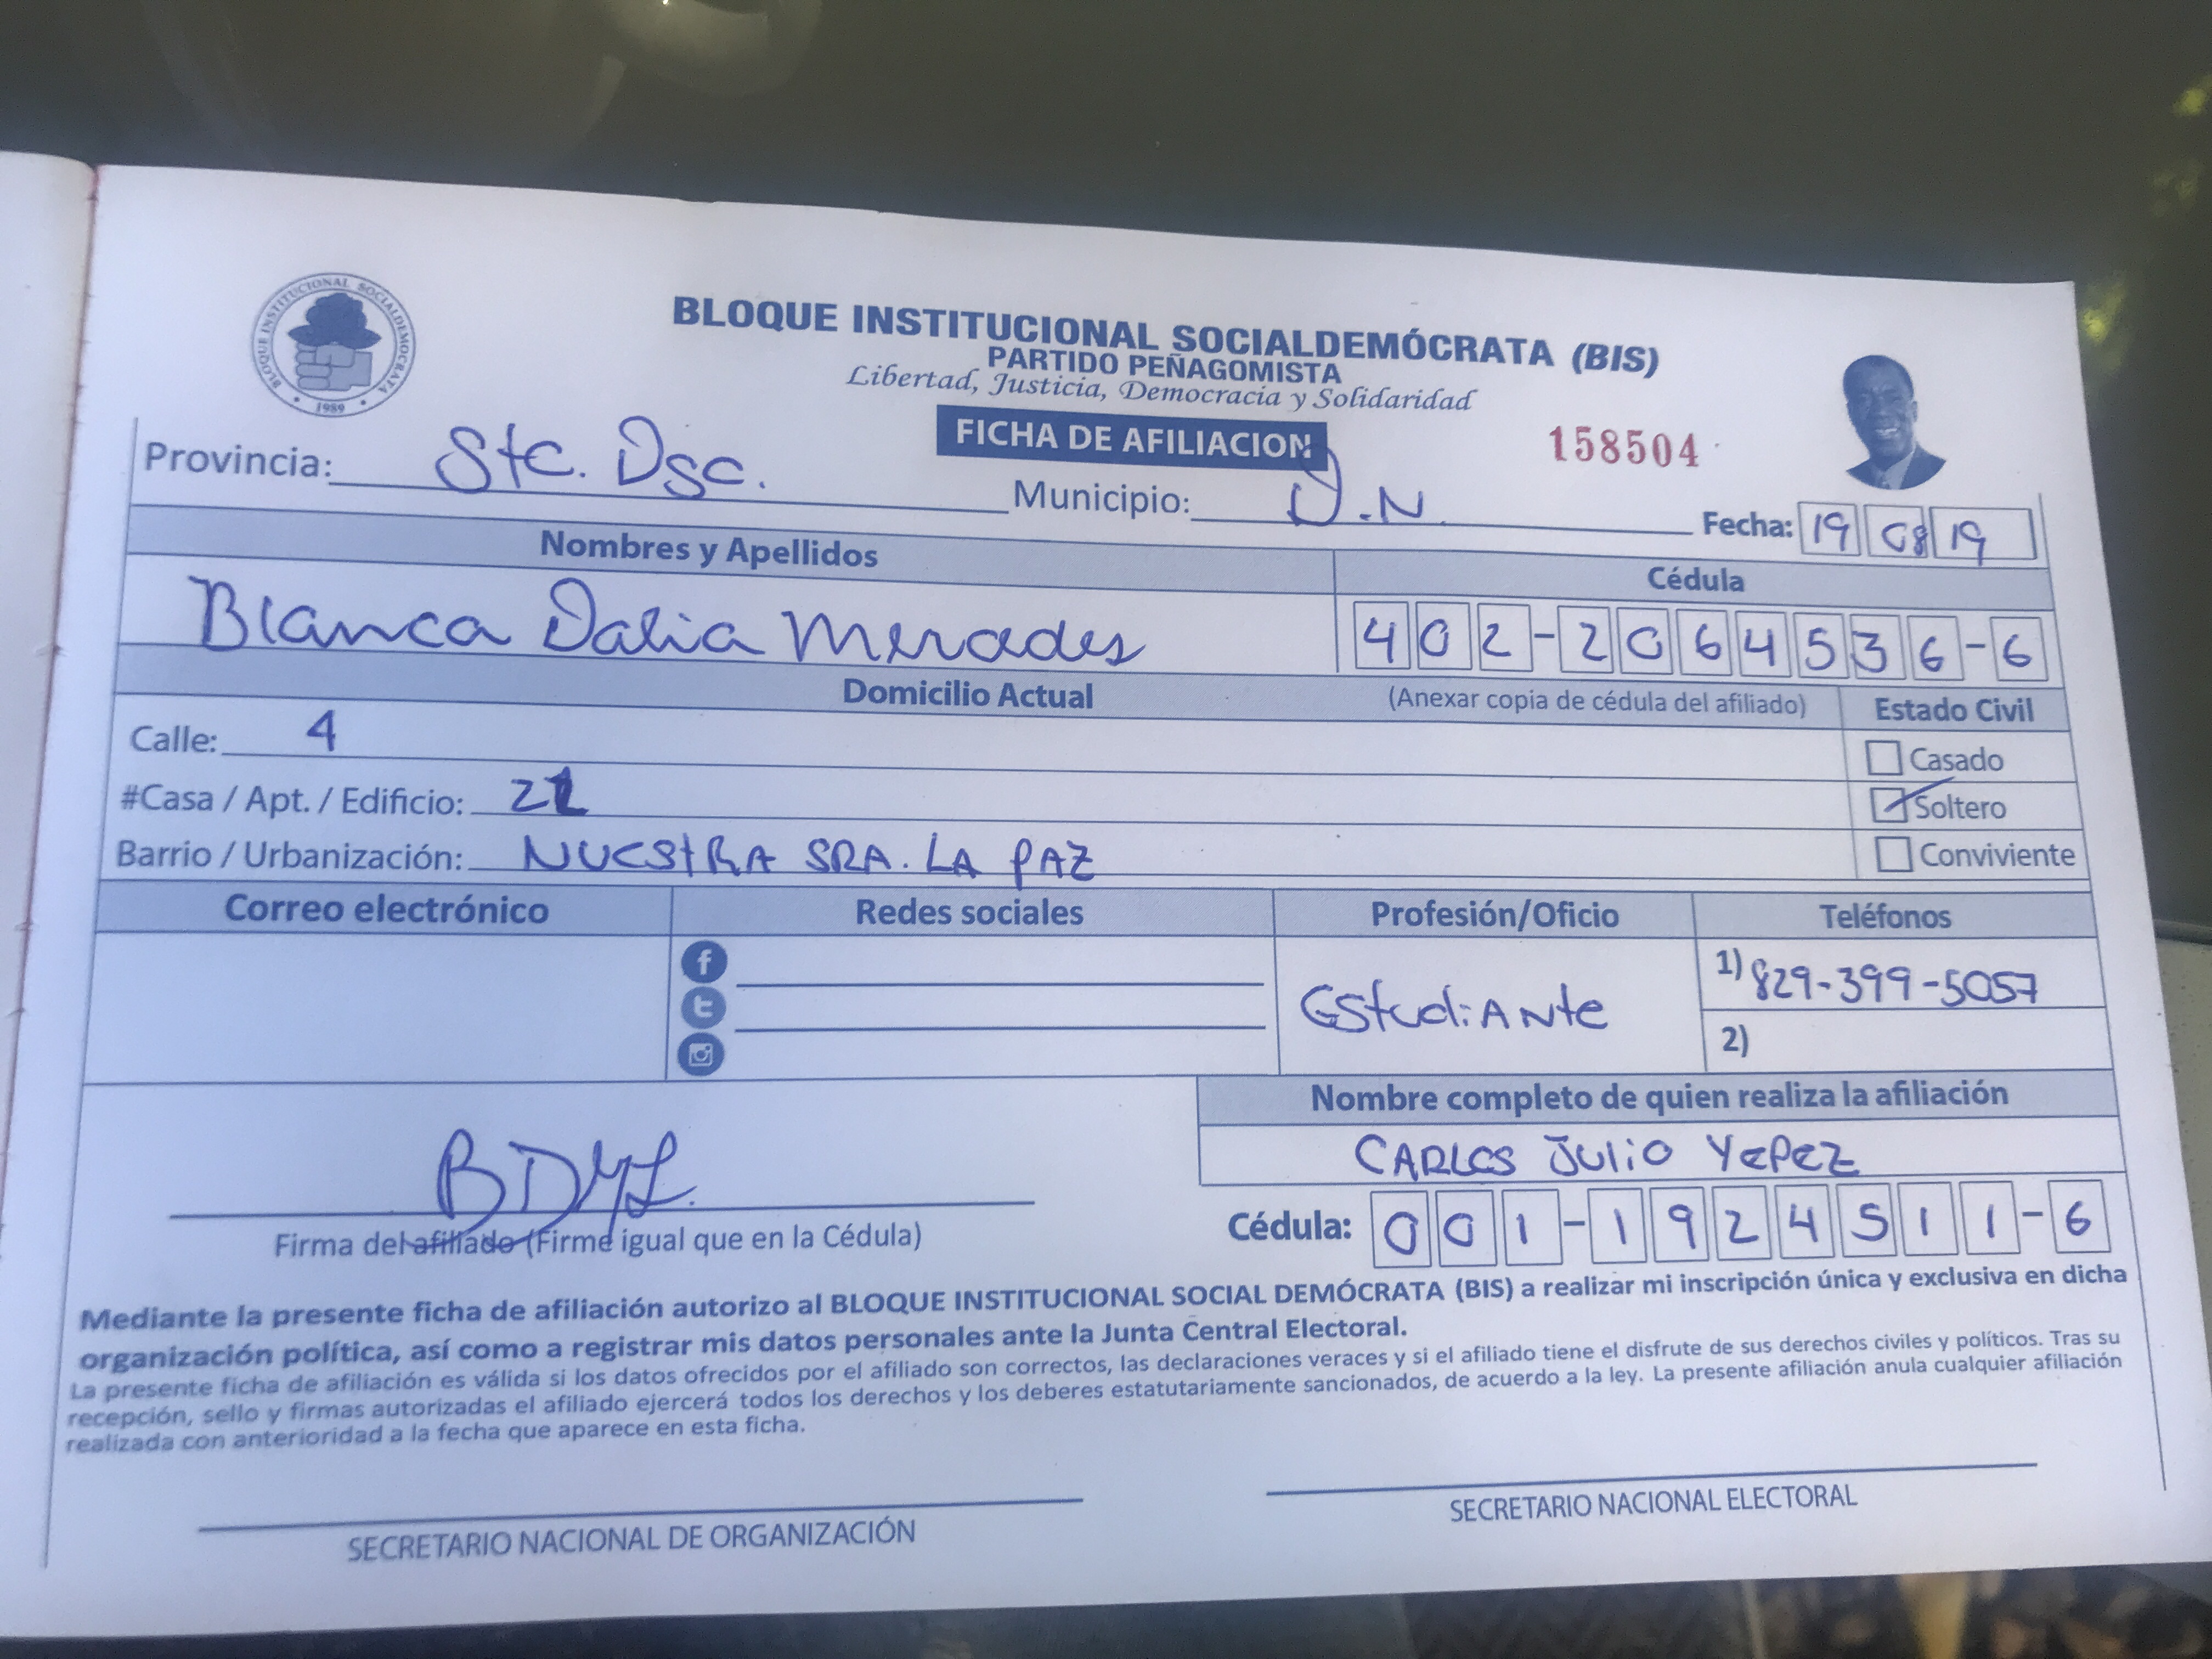 BLOQUE INSTITUCIONAL SOCIALDEMOCRATA
1989
BLOQUE INSTITUCIONAL SOCIALDEMÓCRATA (BIS)
PARTIDO PEÑAGOMISTA
Libertad, Justicia, Democracia y Solidaridad
FICHA DE AFILIACION
158504
Provincia: Sto. Dgo. Municipio: D.N Fecha: 19 08 19
Nombres y Apellidos Cédula
Blanca Dalia Mercedes 402-2064536-6
Domicilio Actual (Anexar copia de cédula del afiliado) Estado Civil
Calle: 4 Casado
#Casa / Apt. / Edificio: 21 Soltero
Barrio / Urbanización: NUESTRA SRA. LA PAZ Conviviente
Correo electrónico Redes sociales Profesión/Oficio Teléfonos
Estudiante
1) 829-399-5057
2)
Nombre completo de quien realiza la afiliación
CARLOS JULIO YEPEZ
BDML
Firma del afiliado (Firme igual que en la Cédula) Cédula: 001-1924511-6
Mediante la presente ficha de afiliación autorizo al BLOQUE INSTITUCIONAL SOCIAL DEMÓCRATA (BIS) a realizar mi inscripción única y exclusiva en dicha
organización política, así como a registrar mis datos personales ante la Junta Central Electoral.
La presente ficha de afiliación es válida si los datos ofrecidos por el afiliado son correctos, las declaraciones veraces y si el afiliado tiene el disfrute de sus derechos civiles y políticos. Tras su
recepción, sello y firmas autorizadas el afiliado ejercerá todos los derechos y los deberes estatutariamente sancionados, de acuerdo a la ley. La presente afiliación anula cualquier afiliación
realizada con anterioridad a la fecha que aparece en esta ficha.
SECRETARIO NACIONAL DE ORGANIZACIÓN SECRETARIO NACIONAL ELECTORAL